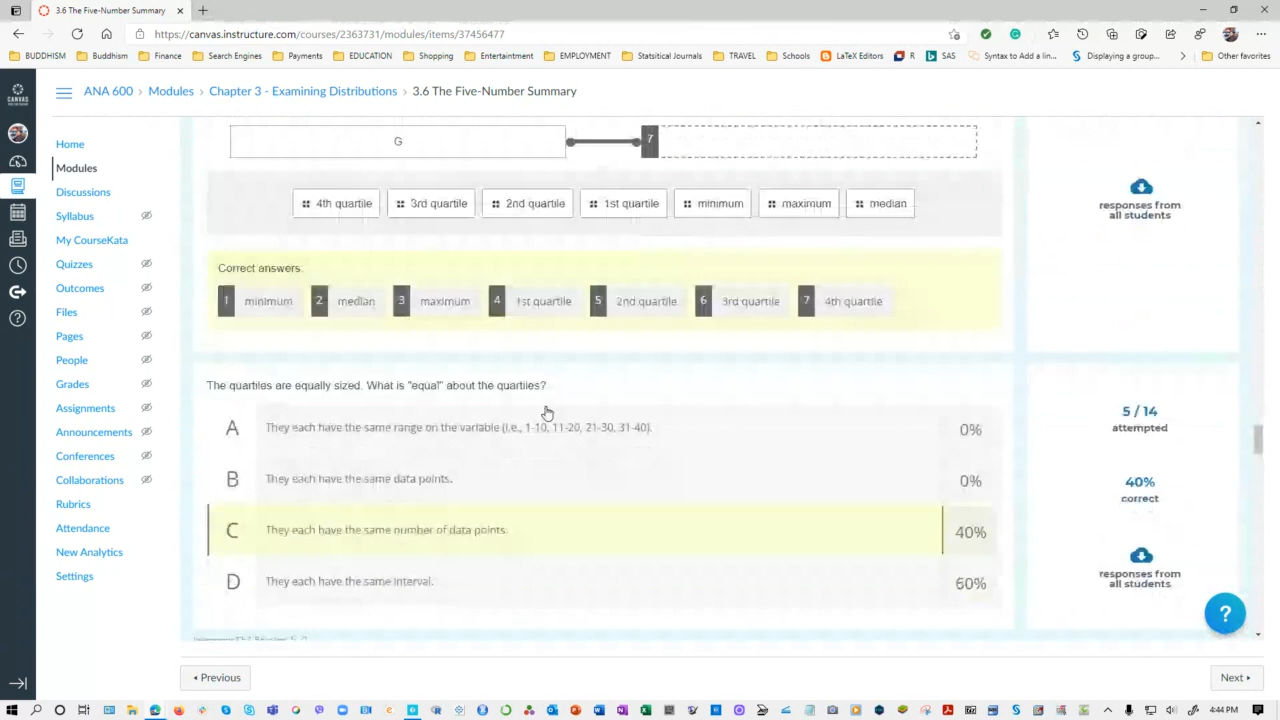 3.6 The Five-Number Summary
https://canvas.instructure.com/courses/2363731/modules/items/37456477
BUDDHISM Buddhism Finance Search Engines Payments EDUCATION Shopping Entertainment EMPLOYMENT Statsitical Journals TRAVEL Schools LaTeX Editors R SAS Syntax to Add a lin... Displaying a group... Other favorites
CANVAS
ANA 600 › Modules › Chapter 3 - Examining Distributions › 3.6 The Five-Number Summary
Home
Modules
Discussions
Syllabus
My CourseKata
Quizzes
Outcomes
Files
Pages
People
Grades
Assignments
Announcements
Conferences
Collaborations
Rubrics
Attendance
New Analytics
Settings
G 7
4th quartile 3rd quartile 2nd quartile 1st quartile minimum maximum median
responses from
all students
Correct answers.
1 minimum 2 median 3 maximum 4 1st quartile 5 2nd quartile 6 3rd quartile 7 4th quartile
The quartiles are equally sized. What is "equal" about the quartiles?
A They each have the same range on the variable (i.e., 1-10, 11-20, 21-30, 31-40). 0%
B They each have the same data points. 0%
C They each have the same number of data points. 40%
D They each have the same interval. 60%
5 / 14
attempted
40%
correct
responses from
all students
?
Previous
Next
4:44 PM